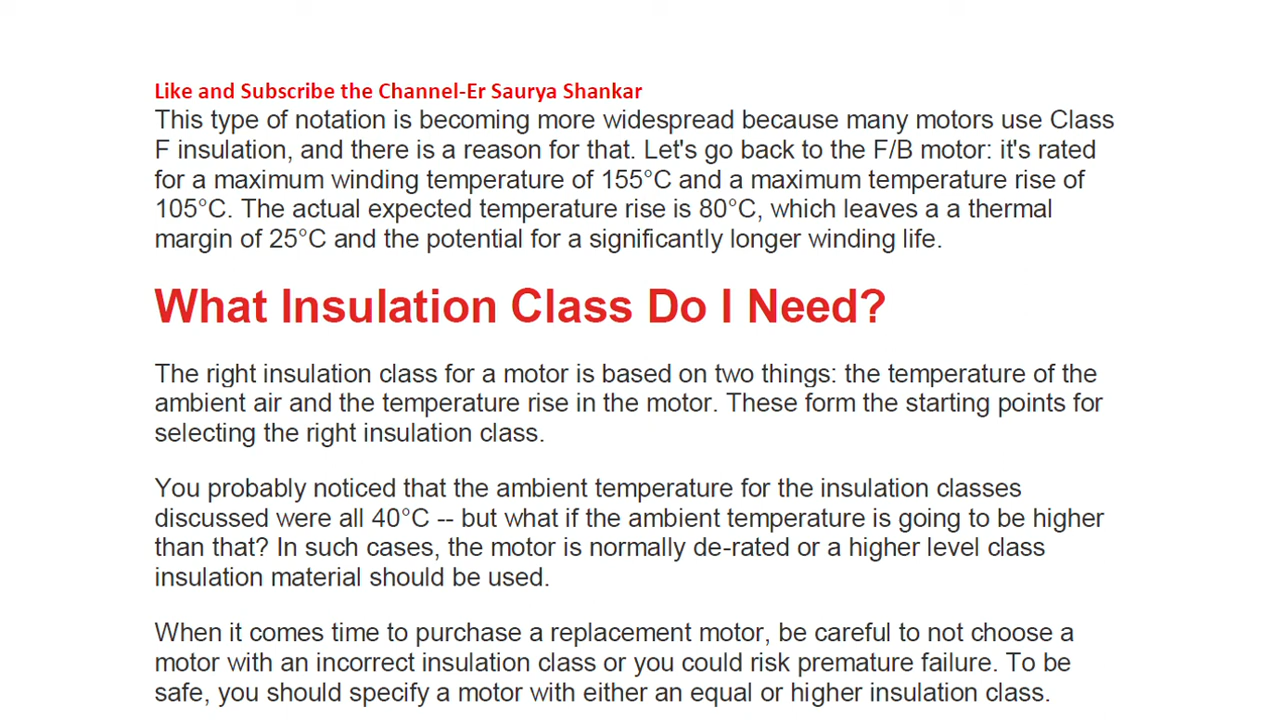 Like and Subscribe the Channel-Er Saurya Shankar
This type of notation is becoming more widespread because many motors use Class
F insulation, and there is a reason for that. Let's go back to the F/B motor: it's rated
for a maximum winding temperature of 155°C and a maximum temperature rise of
105°C. The actual expected temperature rise is 80°C, which leaves a a thermal
margin of 25°C and the potential for a significantly longer winding life.
What Insulation Class Do I Need?
The right insulation class for a motor is based on two things: the temperature of the
ambient air and the temperature rise in the motor. These form the starting points for
selecting the right insulation class.
You probably noticed that the ambient temperature for the insulation classes
discussed were all 40°C -- but what if the ambient temperature is going to be higher
than that? In such cases, the motor is normally de-rated or a higher level class
insulation material should be used.
When it comes time to purchase a replacement motor, be careful to not choose a
motor with an incorrect insulation class or you could risk premature failure. To be
safe, you should specify a motor with either an equal or higher insulation class.